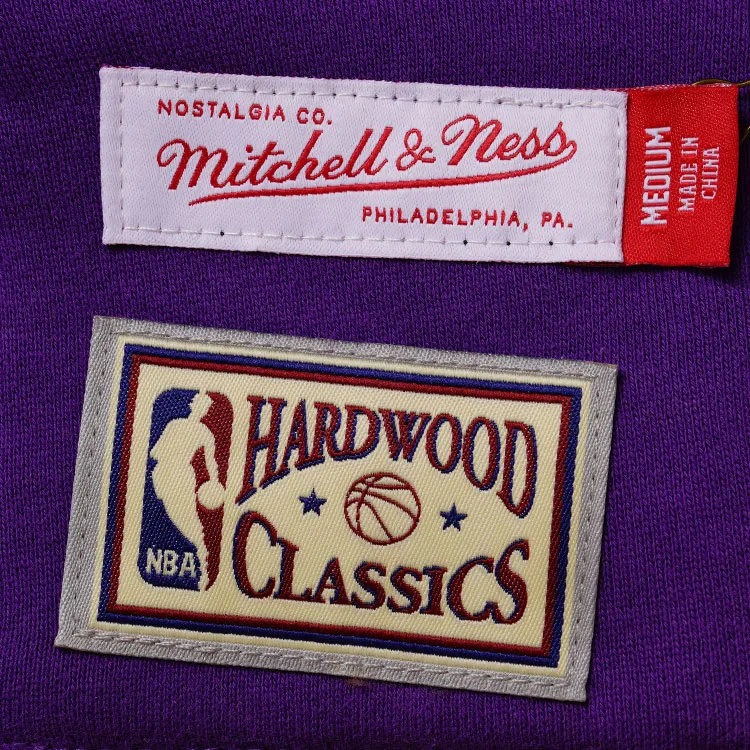 NOSTALGIA CO.
Mitchell & Ness
PHILADELPHIA, PA.
MEDIUM
MADE IN
CHINA
HARDWOOD
CLASSICS
NBA